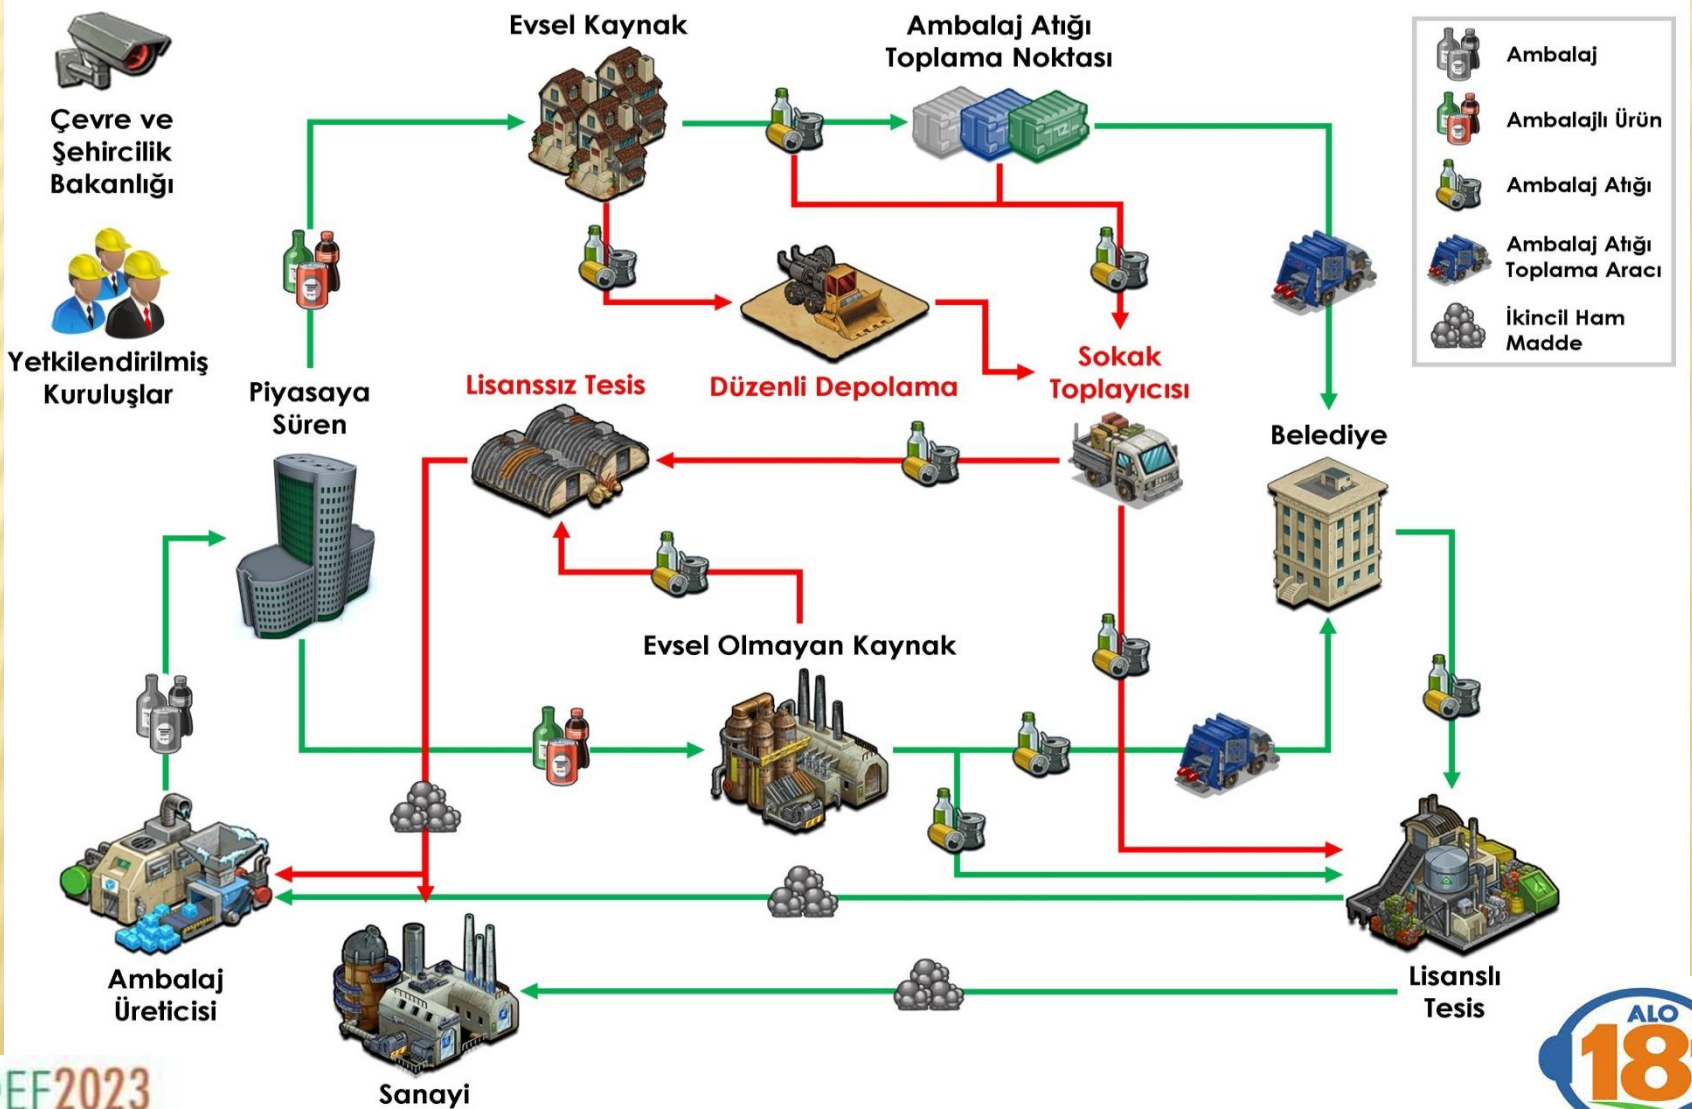 Evsel Kaynak
Ambalaj Atığı
Toplama Noktası
Ambalaj
Ambalajlı Ürün
Ambalaj Atığı
Ambalaj Atığı
Toplama Aracı
İkincil Ham
Madde
Çevre ve
Şehircilik
Bakanlığı
Yetkilendirilmiş
Kuruluşlar
Piyasaya
Süren
Lisanssız Tesis
Düzenli Depolama
Sokak
Toplayıcısı
Belediye
Evsel Olmayan Kaynak
Ambalaj
Üreticisi
Lisanslı
Tesis
Sanayi
ALO
2023